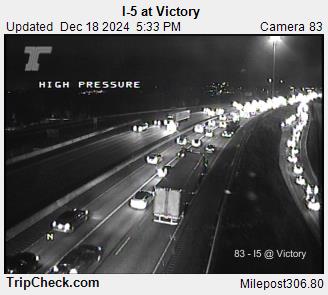 I-5 at Victory
Updated  Dec 18 2024  5:33 PM  Camera 83
T
HIGH PRESSURE
N
83 - I5 @ Victory
TripCheck.com  Milepost306.80